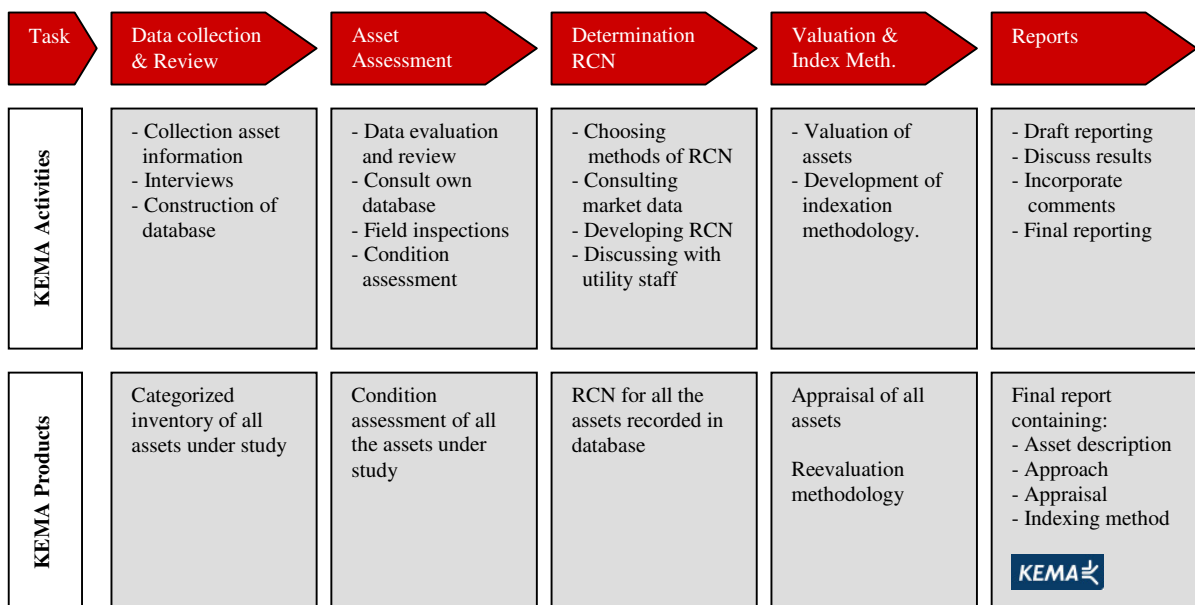 Task
Data collection
& Review
Asset
Assessment
Determination
RCN
Valuation &
Index Meth.
Reports
KEMA Activities
- Collection asset
information
- Interviews
- Construction of
database
- Data evaluation
and review
- Consult own
database
- Field inspections
- Condition
assessment
- Choosing
methods of RCN
- Consulting
market data
- Developing RCN
- Discussing with
utility staff
- Valuation of
assets
- Development of
indexation
methodology.
- Draft reporting
- Discuss results
- Incorporate
comments
- Final reporting
KEMA Products
Categorized
inventory of all
assets under study
Condition
assessment of all
the assets under
study
RCN for all the
assets recorded in
database
Appraisal of all
assets
Reevaluation
methodology
Final report
containing:
- Asset description
- Approach
- Appraisal
- Indexing method
KEMA